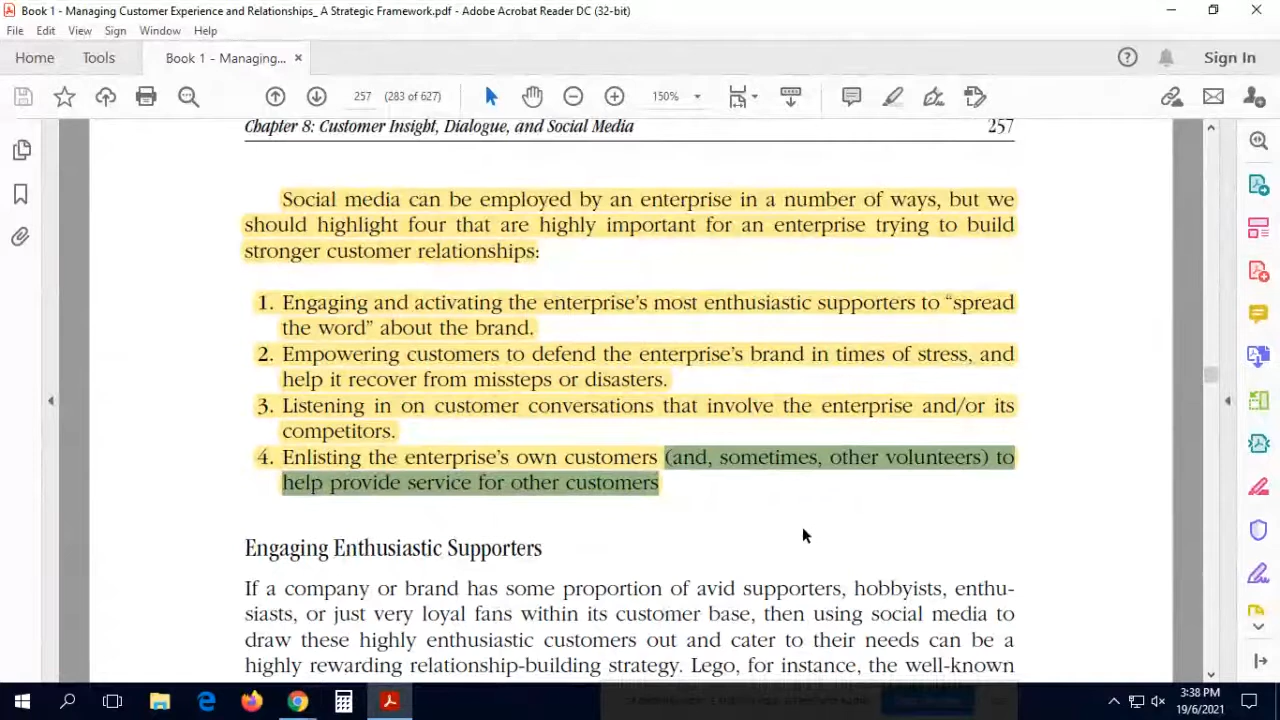 Book 1 - Managing Customer Experience and Relationships_ A Strategic Framework.pdf - Adobe Acrobat Reader DC (32-bit)
File Edit View Sign Window Help
Home Tools Book 1 - Managing... × Sign In
257 (283 of 627) 150%
Chapter 8: Customer Insight, Dialogue, and Social Media 257
Social media can be employed by an enterprise in a number of ways, but we
should highlight four that are highly important for an enterprise trying to build
stronger customer relationships:
1. Engaging and activating the enterprise’s most enthusiastic supporters to “spread
the word” about the brand.
2. Empowering customers to defend the enterprise’s brand in times of stress, and
help it recover from missteps or disasters.
3. Listening in on customer conversations that involve the enterprise and/or its
competitors.
4. Enlisting the enterprise’s own customers (and, sometimes, other volunteers) to
help provide service for other customers
Engaging Enthusiastic Supporters
If a company or brand has some proportion of avid supporters, hobbyists, enthu-
siasts, or just very loyal fans within its customer base, then using social media to
draw these highly enthusiastic customers out and cater to their needs can be a
highly rewarding relationship-building strategy. Lego, for instance, the well-known
3:38 PM
19/6/2021